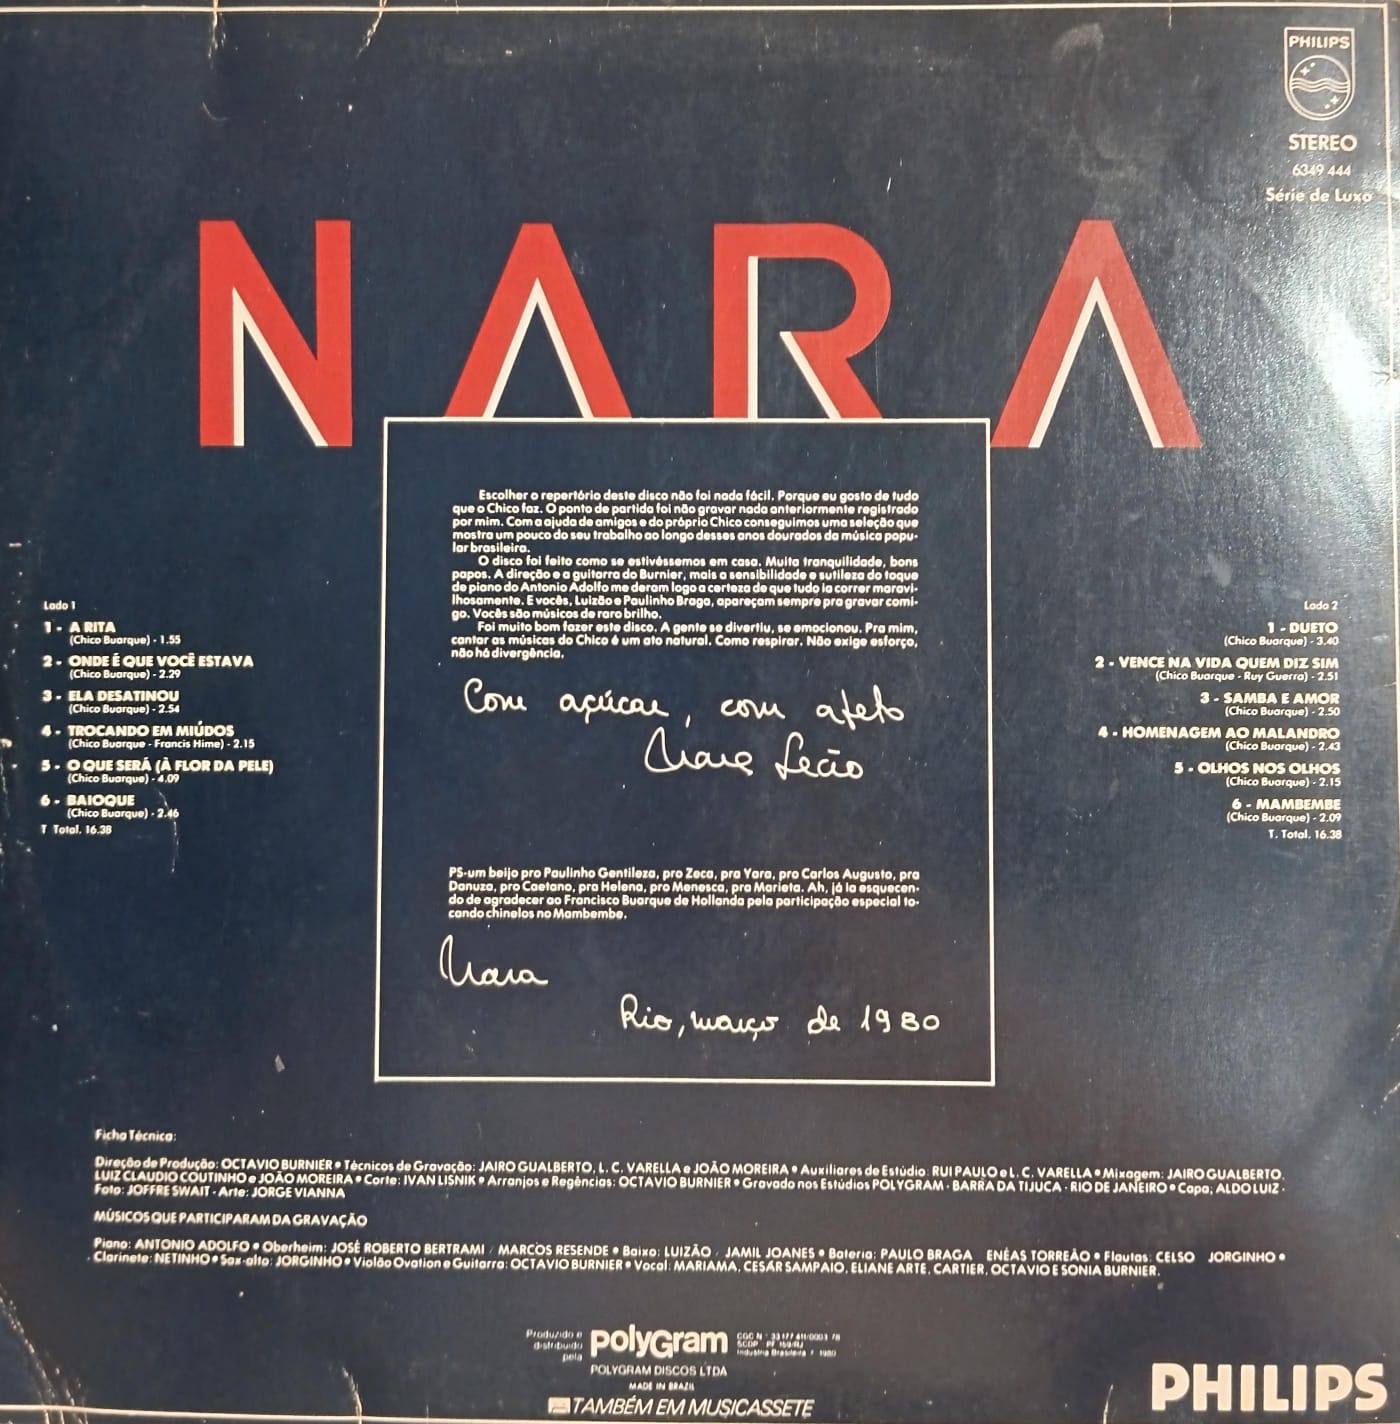 PHILIPS
STEREO
6349 444
Série de Luxo
NARA
Escolher o repertório deste disco não foi nada fácil. Porque eu gosto de tudo
que o Chico faz. O ponto de partida foi não gravar nada anteriormente registrado
por mim. Com a ajuda de amigos e do próprio Chico conseguimos uma seleção que
mostra um pouco do seu trabalho ao longo desses anos dourados da música popu-
lar brasileira.
O disco foi feito como se estivéssemos em casa. Muita tranquilidade, bons
papos. A direção e a guitarra do Burnier, mais a sensibilidade e sutileza do toque
de piano do Antonio Adolfo me deram logo a certeza de que tudo ia correr maravi-
lhosamente. E vocês, Luizão e Paulinho Braga, apareçam sempre pra gravar comi-
go. Vocês são músicos de raro brilho.
Foi muito bom fazer este disco. A gente se divertiu, se emocionou. Pra mim,
cantar as músicas do Chico é um ato natural. Como respirar. Não exige esforço,
não há divergência.
Com açúcar, com afeto
Nara Leão
PS-um beijo pro Paulinho Gentileza, pro Zeca, pra Yara, pro Carlos Augusto, pra
Danuza, pro Caetano, pra Helena, pro Menesca, pra Marieta. Ah, já ia esquecen-
do de agradecer ao Francisco Buarque de Hollanda pela participação especial to-
cando chinelos no Mambembe.
Nara
Rio, março de 1980
Lado 1
1 - A RITA
(Chico Buarque) - 1.55
2 - ONDE É QUE VOCÊ ESTAVA
(Chico Buarque) - 2.29
3 - ELA DESATINOU
(Chico Buarque) - 2.54
4 - TROCANDO EM MIÚDOS
(Chico Buarque - Francis Hime) - 2.15
5 - O QUE SERÁ (À FLOR DA PELE)
(Chico Buarque) - 4.09
6 - BAIOQUE
(Chico Buarque) - 2.46
T Total. 16.38
Lado 2
1 - DUETO
(Chico Buarque) - 3.40
2 - VENCE NA VIDA QUEM DIZ SIM
(Chico Buarque - Ruy Guerra) - 2.51
3 - SAMBA E AMOR
(Chico Buarque) - 2.50
4 - HOMENAGEM AO MALANDRO
(Chico Buarque) - 2.43
5 - OLHOS NOS OLHOS
(Chico Buarque) - 2.15
6 - MAMBEMBE
(Chico Buarque) - 2.09
T. Total. 16.38
Ficha Técnica:
Direção de Produção: OCTAVIO BURNIER • Técnicos de Gravação: JAIRO GUALBERTO, L. C. VARELLA e JOÃO MOREIRA • Auxiliares de Estúdio: RUI PAULO e L. C. VARELLA • Mixagem: JAIRO GUALBERTO,
LUIZ CLAUDIO COUTINHO e JOÃO MOREIRA • Corte: IVAN LISNIK • Arranjos e Regências: OCTAVIO BURNIER • Gravado nos Estúdios POLYGRAM - BARRA DA TIJUCA - RIO DE JANEIRO • Capa: ALDO LUIZ -
Foto: JOFFRE SWAIT - Arte: JORGE VIANNA
MÚSICOS QUE PARTICIPARAM DA GRAVAÇÃO
Piano: ANTONIO ADOLFO • Oberheim: JOSÉ ROBERTO BERTRAMI / MARCOS RESENDE • Baixo: LUIZÃO / JAMIL JOANES • Bateria: PAULO BRAGA ENÉAS TORREÃO • Flautas: CELSO JORGINHO •
Clarinete: NETINHO • Sax-alto: JORGINHO • Violão Ovation e Guitarra: OCTAVIO BURNIER • Vocal: MARIAMA, CESAR SAMPAIO, ELIANE ARTE, CARTIER, OCTAVIO E SONIA BURNIER.
Produzido e
distribuído
pela
polyGram
CGC N
Indústria Brasileira 1980
POLYGRAM DISCOS LTDA
MADE IN BRAZIL
TAMBÉM EM MUSICASSETE
PHILIPS